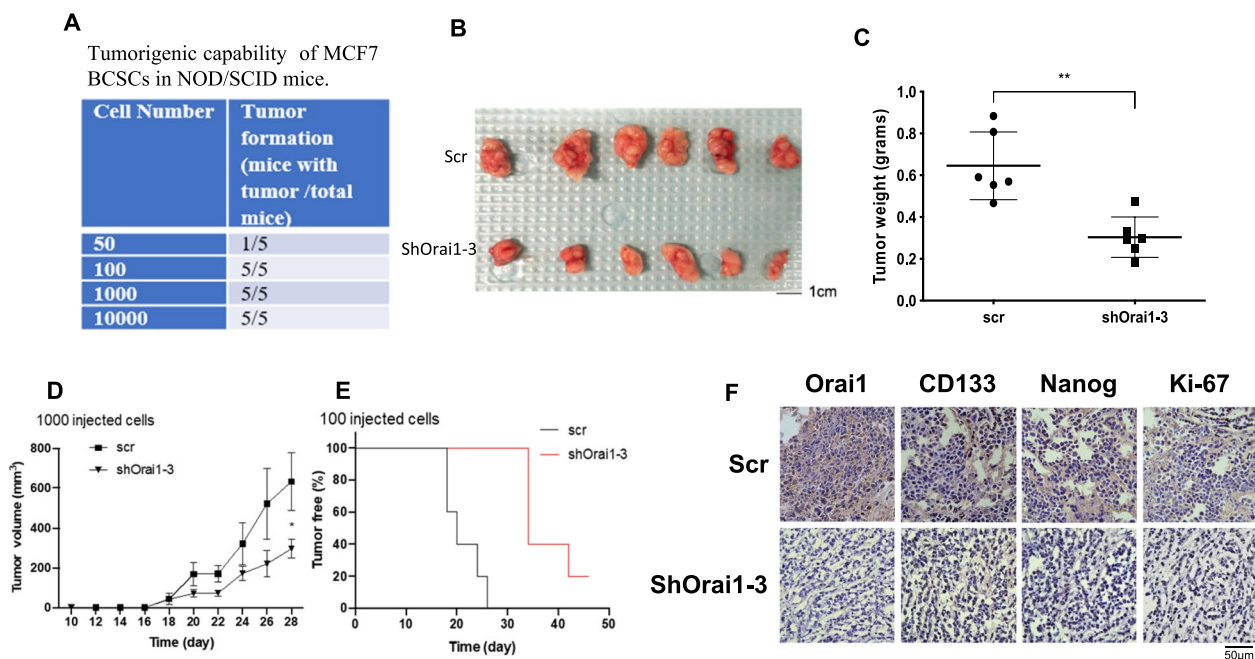 A
Tumorigenic capability of MCF7
BCSCs in NOD/SCID mice.
Cell Number
Tumor
formation
(mice with
tumor /total
mice)
50 1/5
100 5/5
1000 5/5
10000 5/5
B
Scr
ShOrai1-3
1cm
C
**
Tumor weight (grams)
1.0
0.8
0.6
0.4
0.2
0.0
scr
shOrai1-3
D
1000 injected cells
scr
shOrai1-3
Tumor volume (mm³)
800
600
400
200
0
*
10 12 14 16 18 20 22 24 26 28
Time (day)
E
100 injected cells
scr
shOrai1-3
Tumor free (%)
100
80
60
40
20
0
0 10 20 30 40 50
Time (day)
F
Orai1 CD133 Nanog Ki-67
Scr
ShOrai1-3
50um